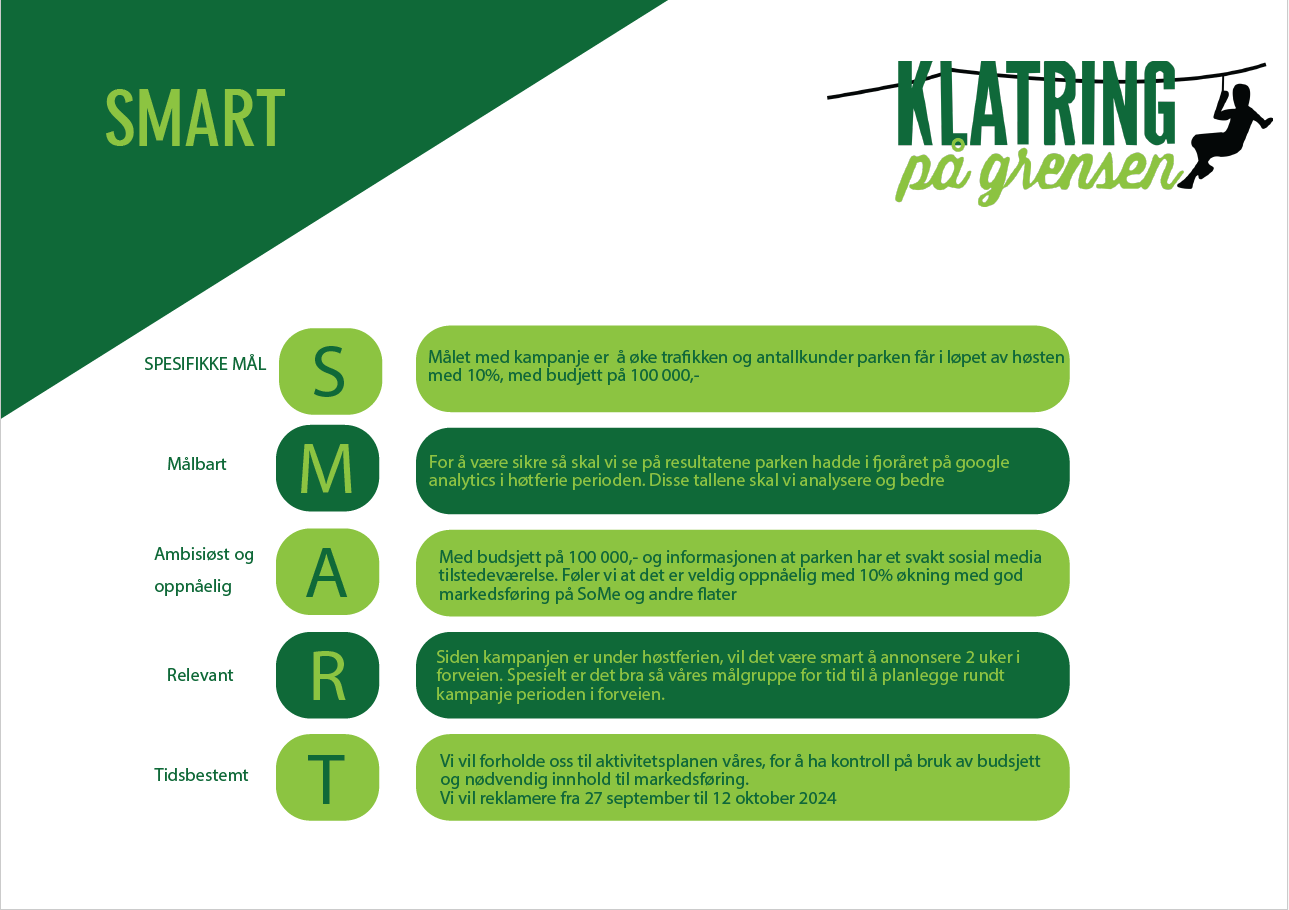 SMART
KLATRING
på grensen
SPESIFIKKE MÅL
S
Målet med kampanje er å øke trafikken og antallkunder parken får i løpet av høsten
med 10%, med budjett på 100 000,-
Målbart
M
For å være sikre så skal vi se på resultatene parken hadde i fjoråret på google
analytics i høtferie perioden. Disse tallene skal vi analysere og bedre
Ambisiøst og
oppnåelig
A
Med budsjett på 100 000,- og informasjonen at parken har et svakt sosial media
tilstedeværelse. Føler vi at det er veldig oppnåelig med 10% økning med god
markedsføring på SoMe og andre flater
Relevant
R
Siden kampanjen er under høstferien, vil det være smart å annonsere 2 uker i
forveien. Spesielt er det bra så våres målgruppe for tid til å planlegge rundt
kampanje perioden i forveien.
Tidsbestemt
T
Vi vil forholde oss til aktivitetsplanen våres, for å ha kontroll på bruk av budsjett
og nødvendig innhold til markedsføring.
Vi vil reklamere fra 27 september til 12 oktober 2024